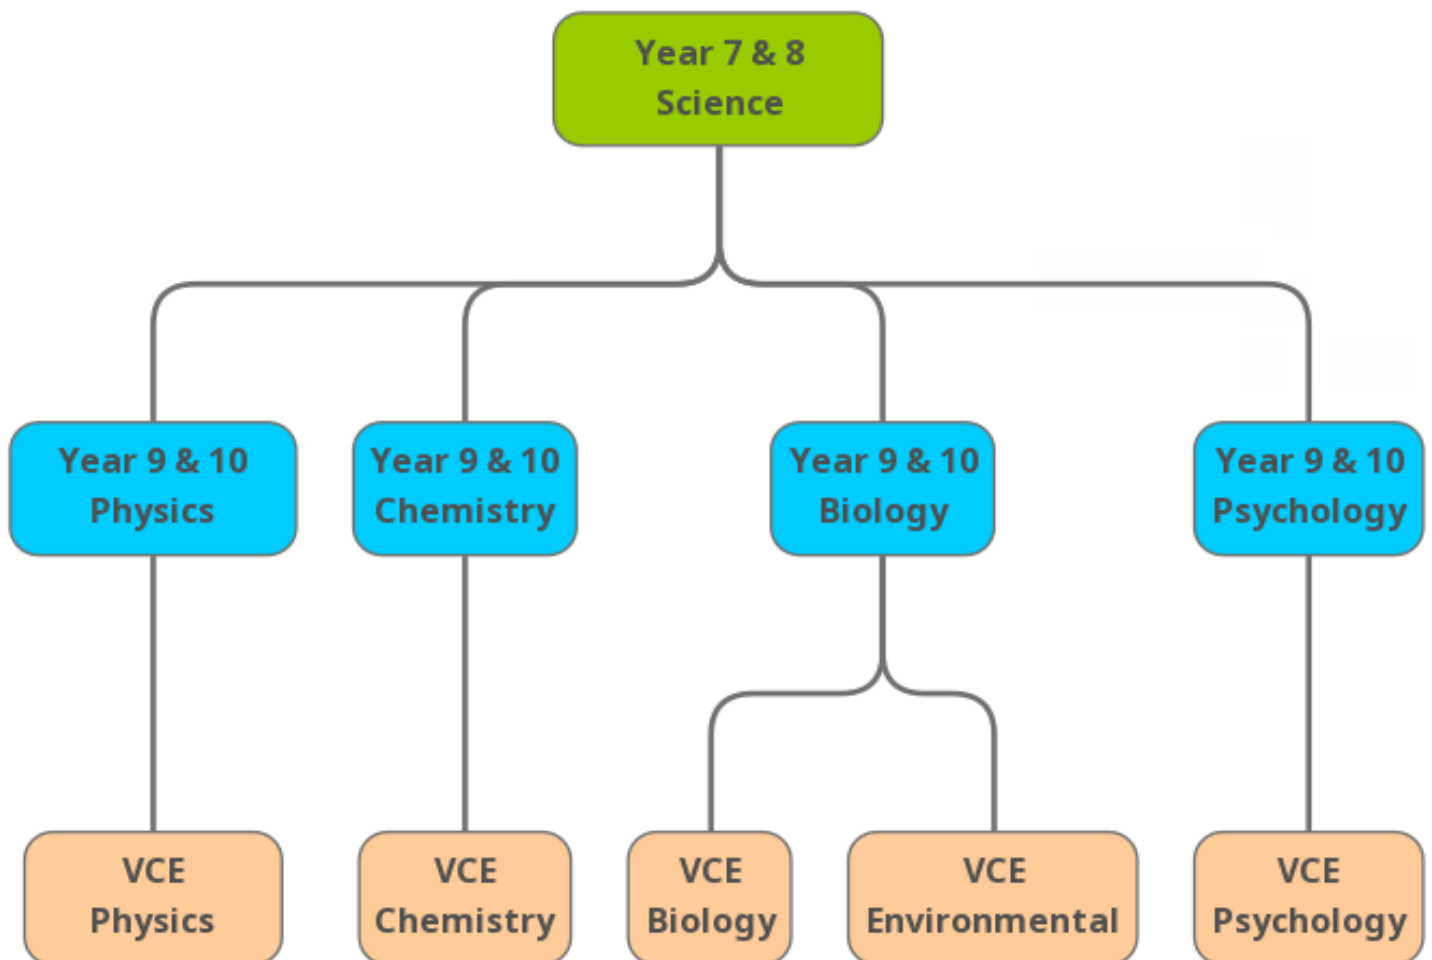 Year 7 & 8
Science
Year 9 & 10
Physics
Year 9 & 10
Chemistry
Year 9 & 10
Biology
Year 9 & 10
Psychology
VCE
Physics
VCE
Chemistry
VCE
Biology
VCE
Environmental
VCE
Psychology